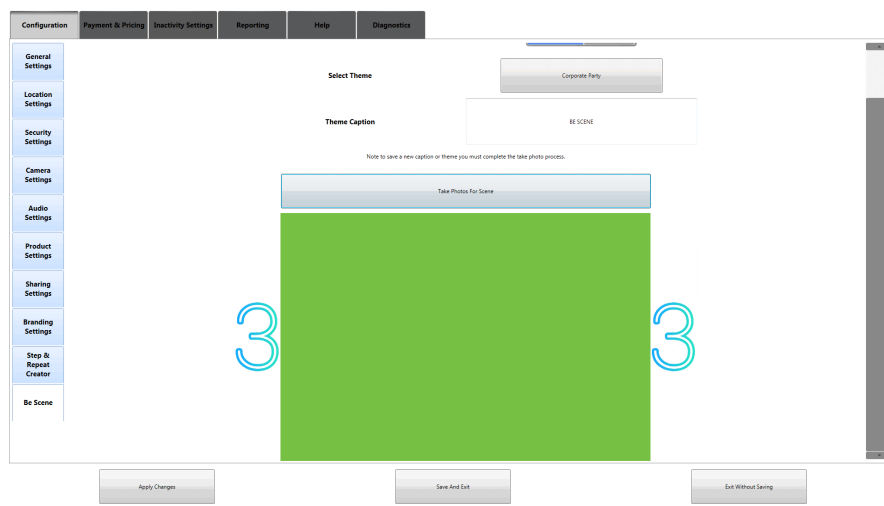 Configuration
Payment & Pricing
Inactivity Settings
Reporting
Help
Diagnostics
General
Settings
Location
Settings
Security
Settings
Camera
Settings
Audio
Settings
Product
Settings
Sharing
Settings
Branding
Settings
Step &
Repeat
Creator
Be Scene
Select Theme
Corporate Party
Theme Caption
BE SCENE
Note to save a new caption or theme you must complete the take photo process.
Take Photos For Scene
3
3
Apply Changes
Save And Exit
Exit Without Saving